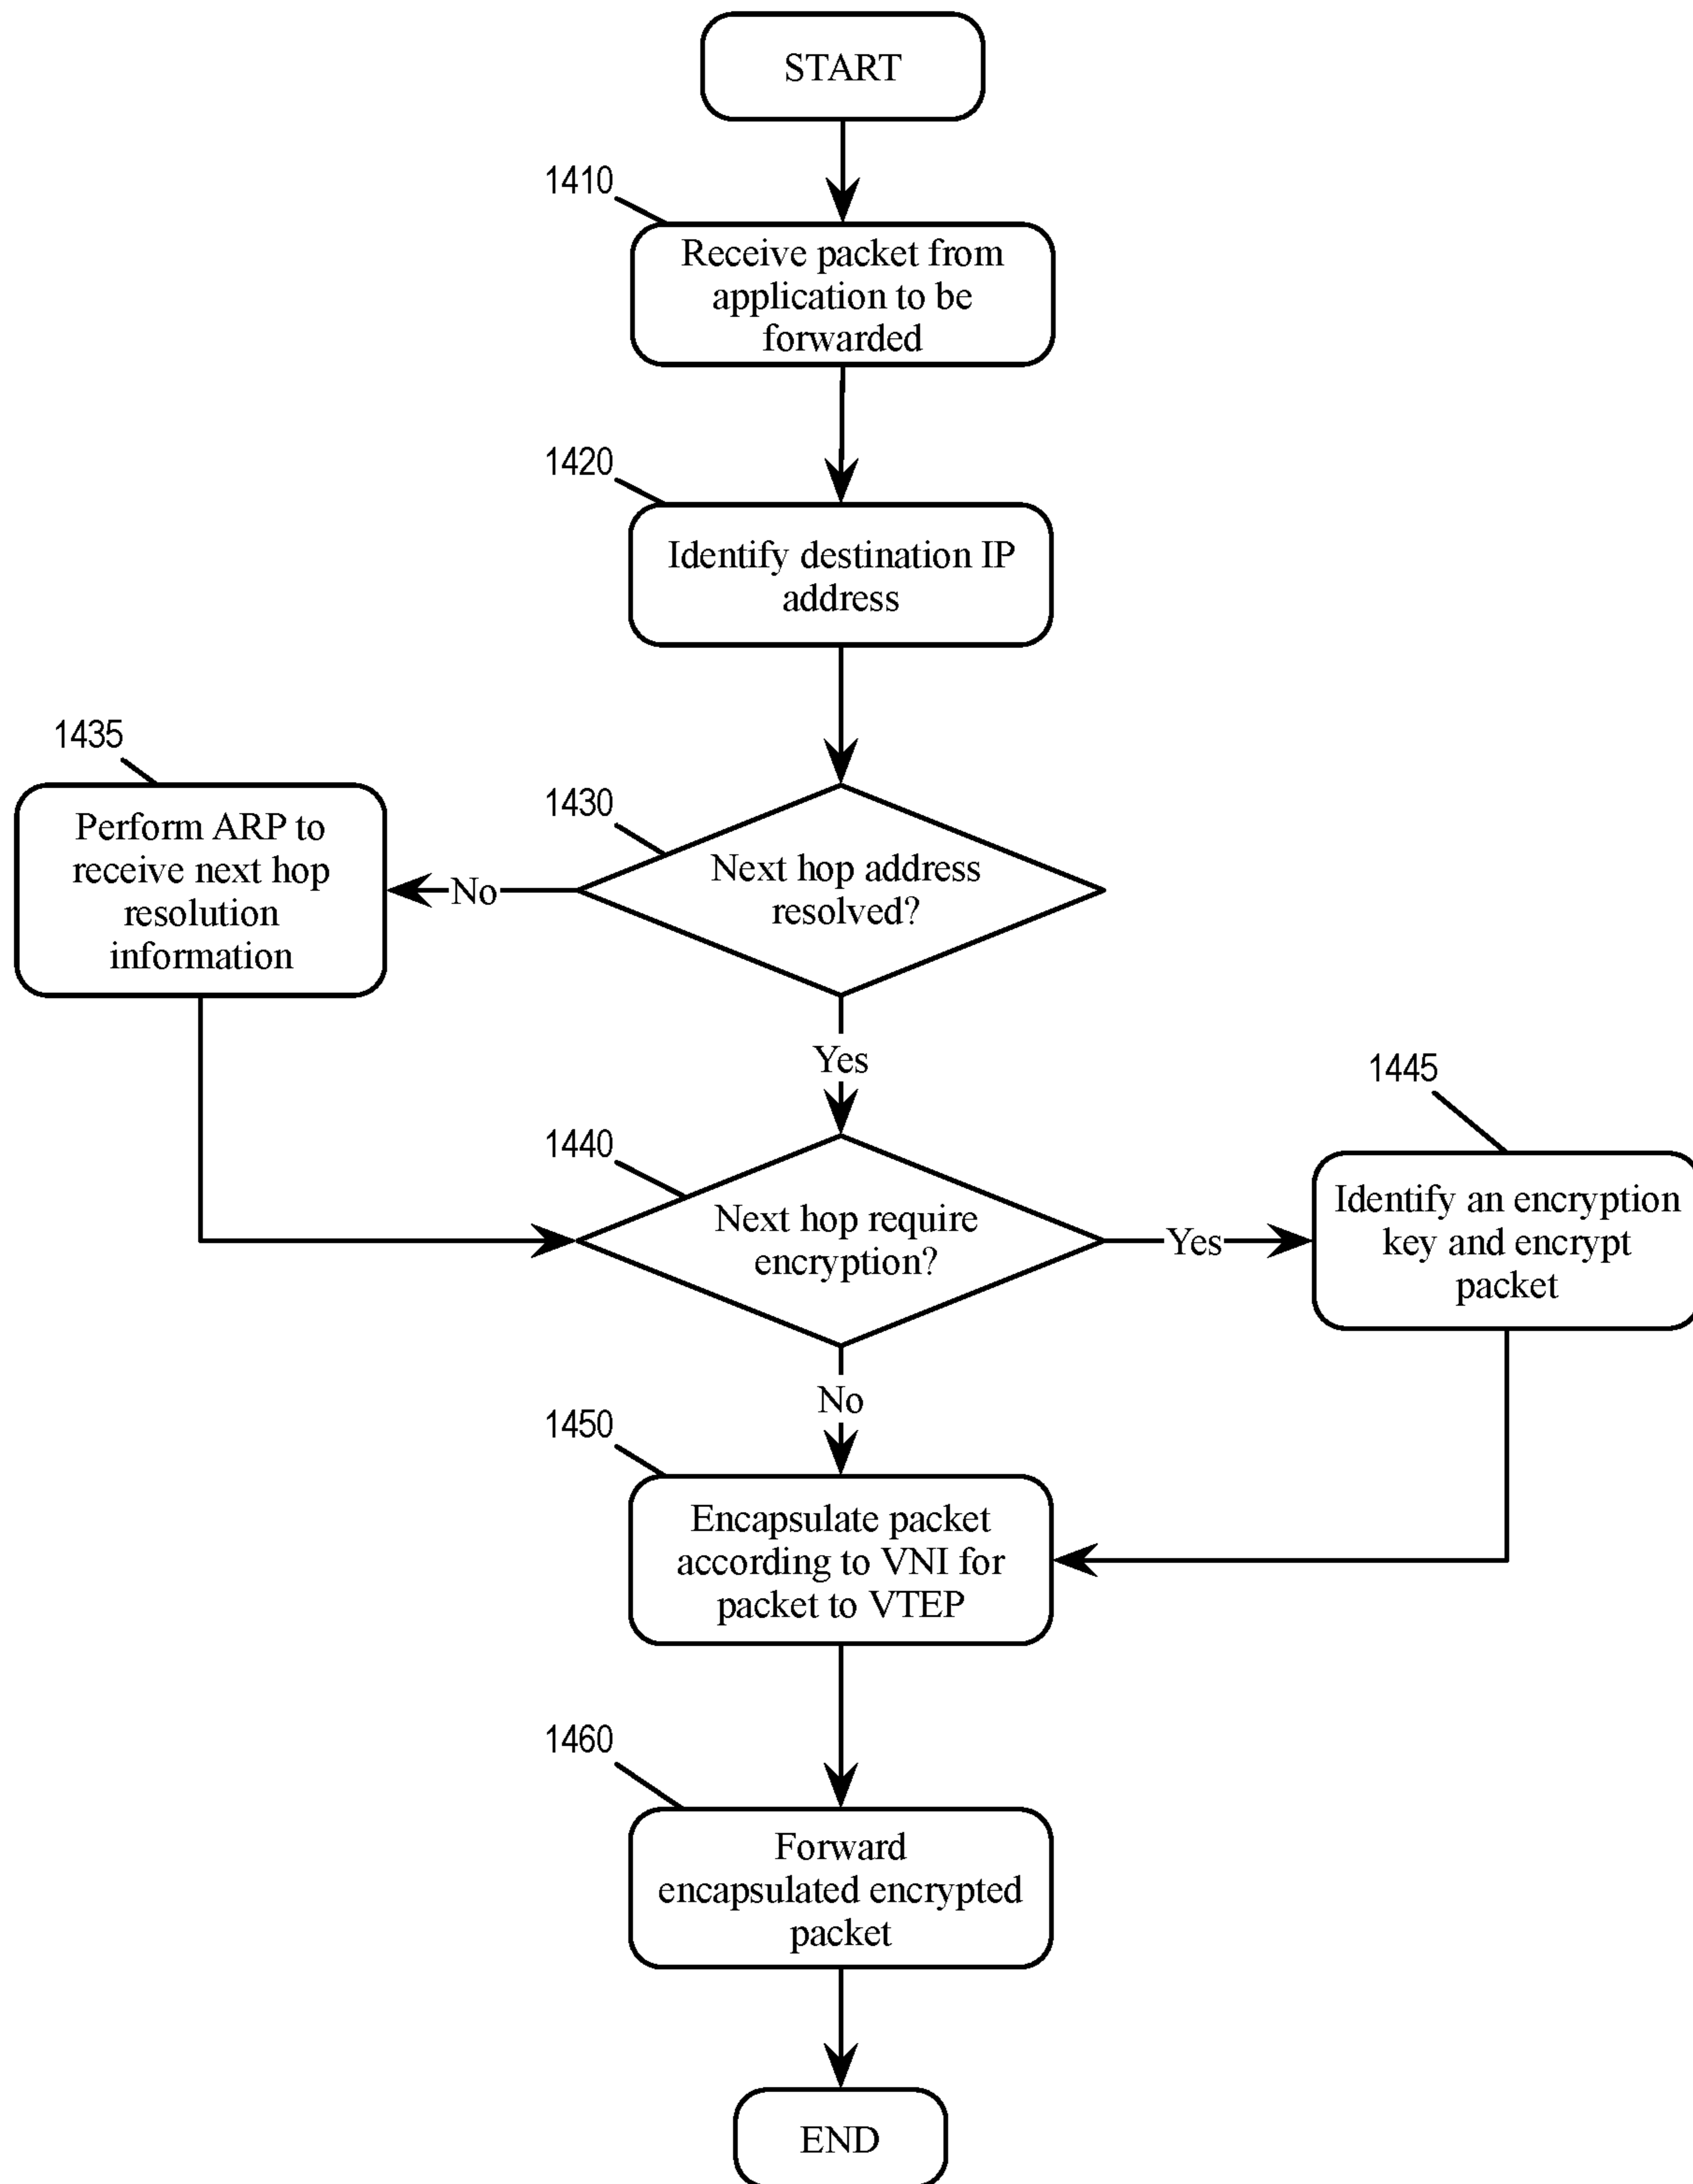 START
1410
Receive packet from
application to be
forwarded
1420
Identify destination IP
address
1435
Perform ARP to
receive next hop
resolution
information
1430
Next hop address
resolved?
No
Yes
1440
Next hop require
encryption?
Yes
1445
Identify an encryption
key and encrypt
packet
No
1450
Encapsulate packet
according to VNI for
packet to VTEP
1460
Forward
encapsulated encrypted
packet
END